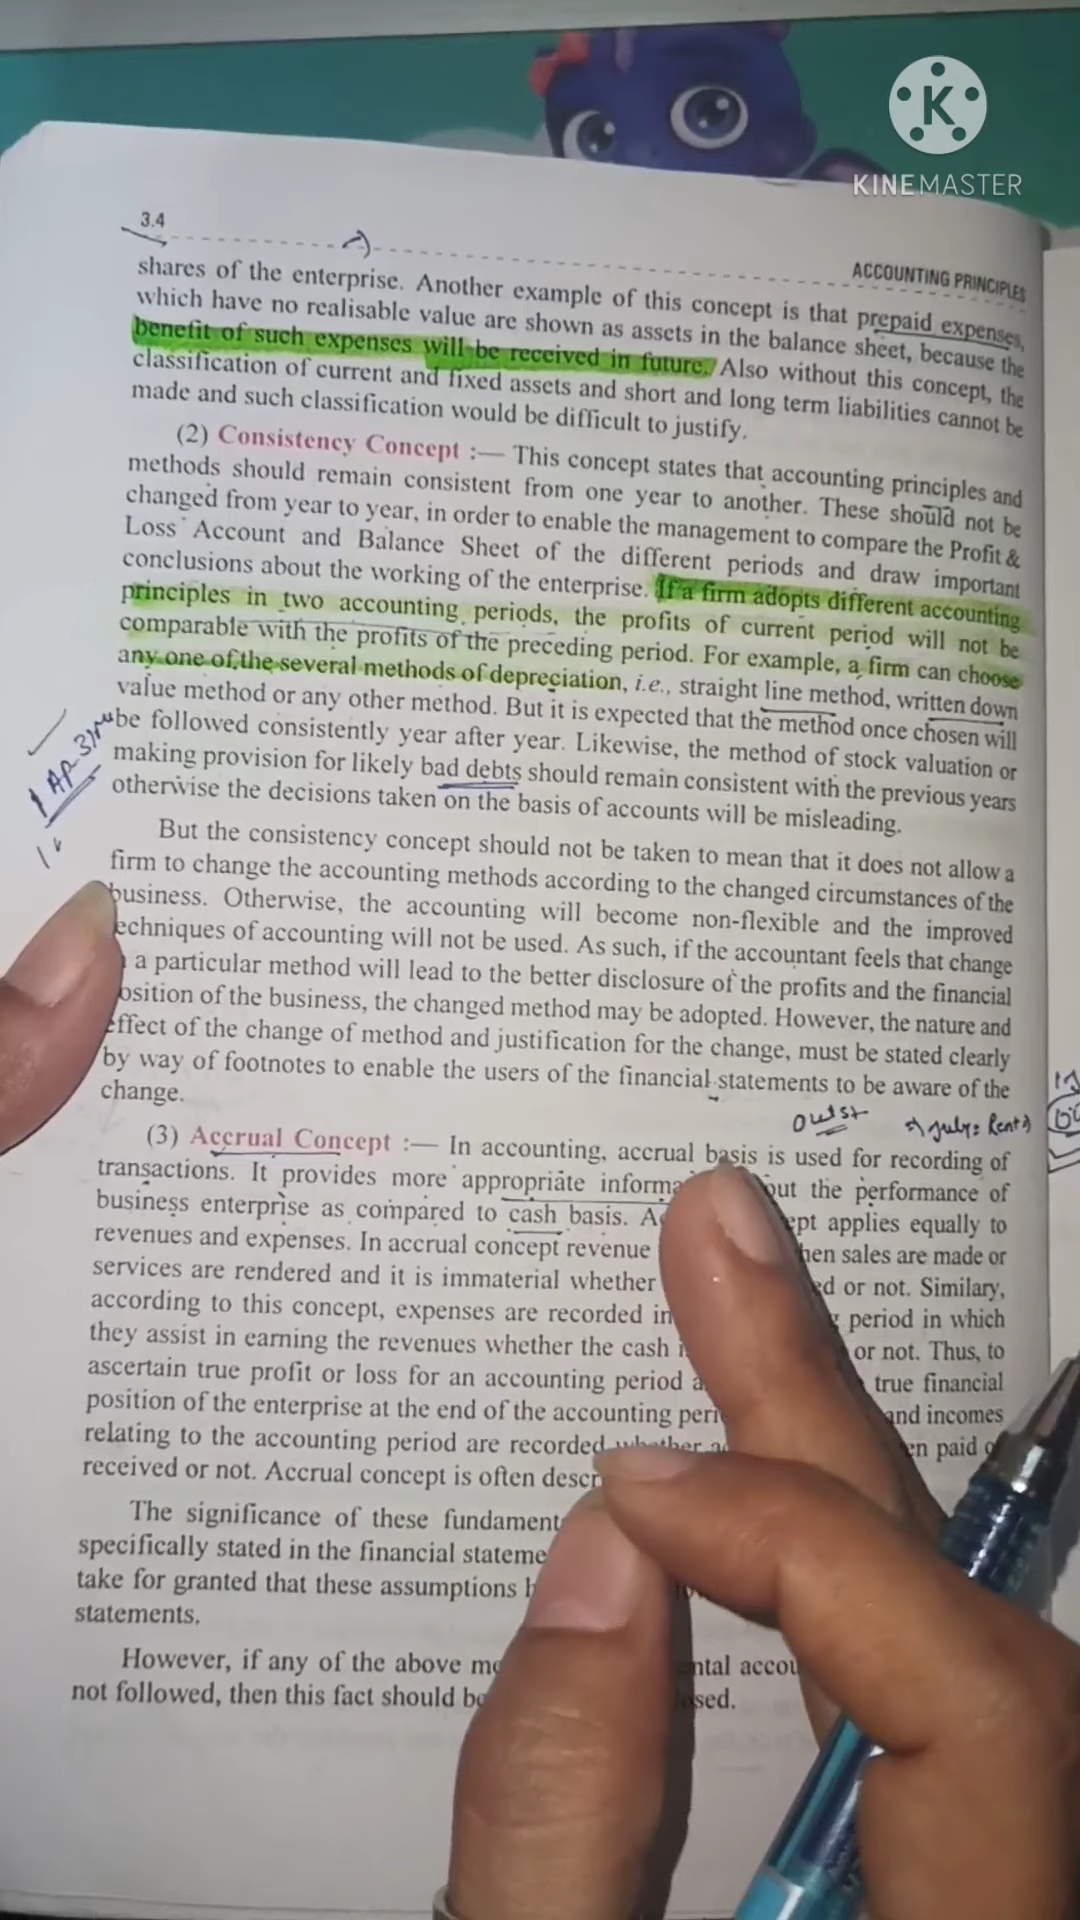 K
KINEMASTER
3.4
ACCOUNTING PRINCIPLES
shares of the enterprise. Another example of this concept is that prepaid expenses,
which have no realisable value are shown as assets in the balance sheet, because the
benefit of such expenses will be received in future. Also without this concept, the
classification of current and fixed assets and short and long term liabilities cannot be
made and such classification would be difficult to justify.
(2) Consistency Concept :— This concept states that accounting principles and
methods should remain consistent from one year to another. These should not be
changed from year to year, in order to enable the management to compare the Profit &
Loss Account and Balance Sheet of the different periods and draw important
conclusions about the working of the enterprise. If a firm adopts different accounting
principles in two accounting periods, the profits of current period will not be
comparable with the profits of the preceding period. For example, a firm can choose
any one of the several methods of depreciation, i.e., straight line method, written down
value method or any other method. But it is expected that the method once chosen will
be followed consistently year after year. Likewise, the method of stock valuation or
making provision for likely bad debts should remain consistent with the previous years
otherwise the decisions taken on the basis of accounts will be misleading.
But the consistency concept should not be taken to mean that it does not allow a
firm to change the accounting methods according to the changed circumstances of the
business. Otherwise, the accounting will become non-flexible and the improved
echniques of accounting will not be used. As such, if the accountant feels that change
a particular method will lead to the better disclosure of the profits and the financial
osition of the business, the changed method may be adopted. However, the nature and
effect of the change of method and justification for the change, must be stated clearly
by way of footnotes to enable the users of the financial statements to be aware of the
change.
outst July: Rent
(3) Accrual Concept :— In accounting, accrual basis is used for recording of
transactions. It provides more appropriate informa out the performance of
business enterprise as compared to cash basis. A ept applies equally to
revenues and expenses. In accrual concept revenue hen sales are made or
services are rendered and it is immaterial whether ed or not. Similary,
according to this concept, expenses are recorded in period in which
they assist in earning the revenues whether the cash or not. Thus, to
ascertain true profit or loss for an accounting period a true financial
position of the enterprise at the end of the accounting peri and incomes
relating to the accounting period are recorded whether en paid
received or not. Accrual concept is often descr
The significance of these fundament
specifically stated in the financial stateme
take for granted that these assumptions
statements.
However, if any of the above ental accou
not followed, then this fact should be osed.